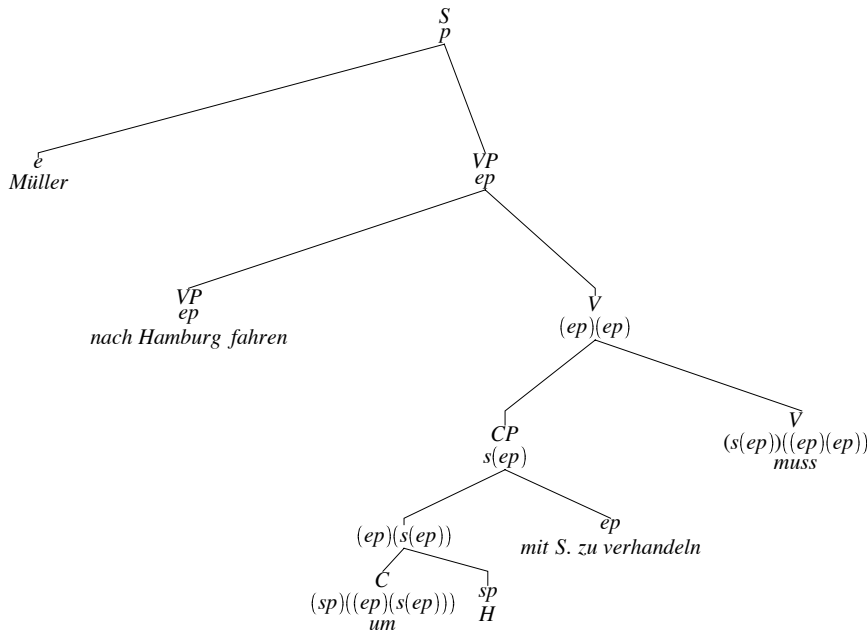 S
p
e
Müller
VP
ep
VP
ep
nach Hamburg fahren
V
(ep)(ep)
CP
s(ep)
V
(s(ep))((ep)(ep))
muss
(ep)(s(ep))
ep
mit S. zu verhandeln
C
(sp)((ep)(s(ep)))
um
sp
H